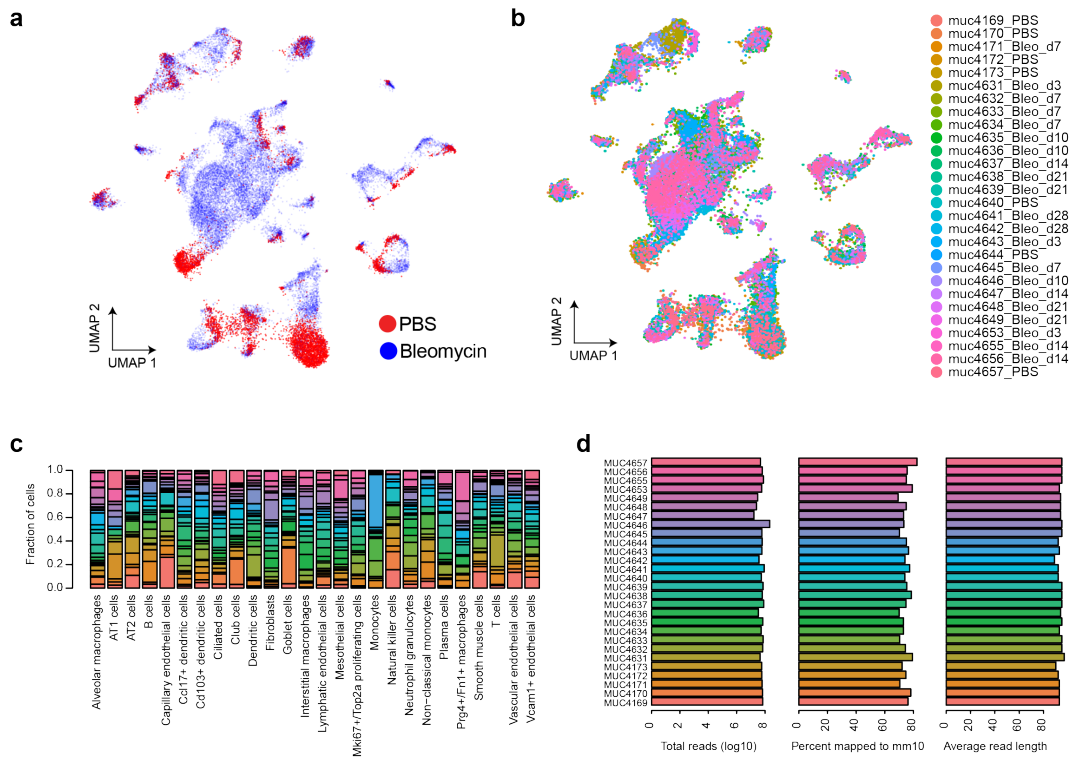 a
UMAP 2
UMAP 1
PBS
Bleomycin
b
UMAP 2
UMAP 1
muc4169_PBS
muc4170_PBS
muc4171_Bleo_d7
muc4172_PBS
muc4173_PBS
muc4631_Bleo_d3
muc4632_Bleo_d7
muc4633_Bleo_d7
muc4634_Bleo_d7
muc4635_Bleo_d10
muc4636_Bleo_d10
muc4637_Bleo_d14
muc4638_Bleo_d21
muc4639_Bleo_d21
muc4640_PBS
muc4641_Bleo_d28
muc4642_Bleo_d28
muc4643_Bleo_d3
muc4644_PBS
muc4645_Bleo_d7
muc4646_Bleo_d10
muc4647_Bleo_d14
muc4648_Bleo_d21
muc4649_Bleo_d21
muc4653_Bleo_d3
muc4655_Bleo_d14
muc4656_Bleo_d14
muc4657_PBS
c
Fraction of cells
1.0
0.8
0.6
0.4
0.2
0.0
Alveolar macrophages
AT1 cells
AT2 cells
B cells
Capillary endothelial cells
Ccl17+ dendritic cells
Cd103+ dendritic cells
Ciliated cells
Club cells
Dendritic cells
Fibroblasts
Goblet cells
Interstitial macrophages
Lymphatic endothelial cells
Mesothelial cells
Mki67+/Top2a proliferating cells
Monocytes
Natural killer cells
Neutrophil granulocytes
Non-classical monocytes
Plasma cells
Prg4+/Fn1+ macrophages
Smooth muscle cells
T cells
Vascular endothelial cells
Vcam1+ endothelial cells
d
MUC4657
MUC4656
MUC4655
MUC4653
MUC4649
MUC4648
MUC4647
MUC4646
MUC4645
MUC4644
MUC4643
MUC4642
MUC4641
MUC4640
MUC4639
MUC4638
MUC4637
MUC4636
MUC4635
MUC4634
MUC4633
MUC4632
MUC4631
MUC4173
MUC4172
MUC4171
MUC4170
MUC4169
0 2 4 6 8
Total reads (log10)
0 20 40 60 80
Percent mapped to mm10
0 20 40 60 80
Average read length